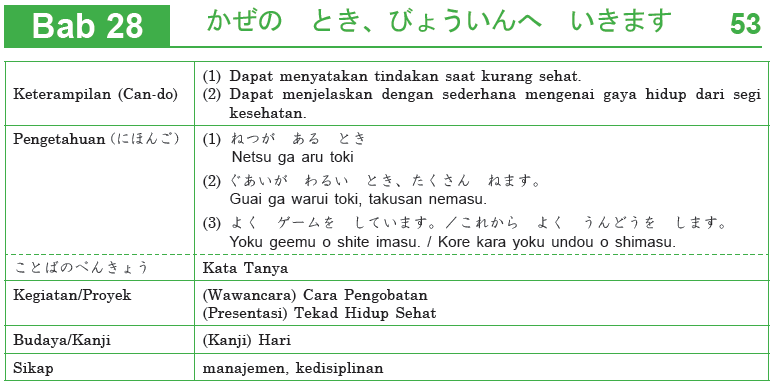 Bab 28 かぜの　とき、びょういんへ　いきます 53
Keterampilan (Can-do)
(1) Dapat menyatakan tindakan saat kurang sehat.
(2) Dapat menjelaskan dengan sederhana mengenai gaya hidup dari segi
kesehatan.
Pengetahuan（にほんご）
(1) ねつが　ある　とき
Netsu ga aru toki
(2) ぐあいが　わるい　とき、たくさん　ねます。
Guai ga warui toki, takusan nemasu.
(3) よく　ゲームを　しています。／これから　よく　うんどうを　します。
Yoku geemu o shite imasu. / Kore kara yoku undou o shimasu.
ことばのべんきょう
Kata Tanya
Kegiatan/Proyek
(Wawancara) Cara Pengobatan
(Presentasi) Tekad Hidup Sehat
Budaya/Kanji
(Kanji) Hari
Sikap
manajemen, kedisiplinan